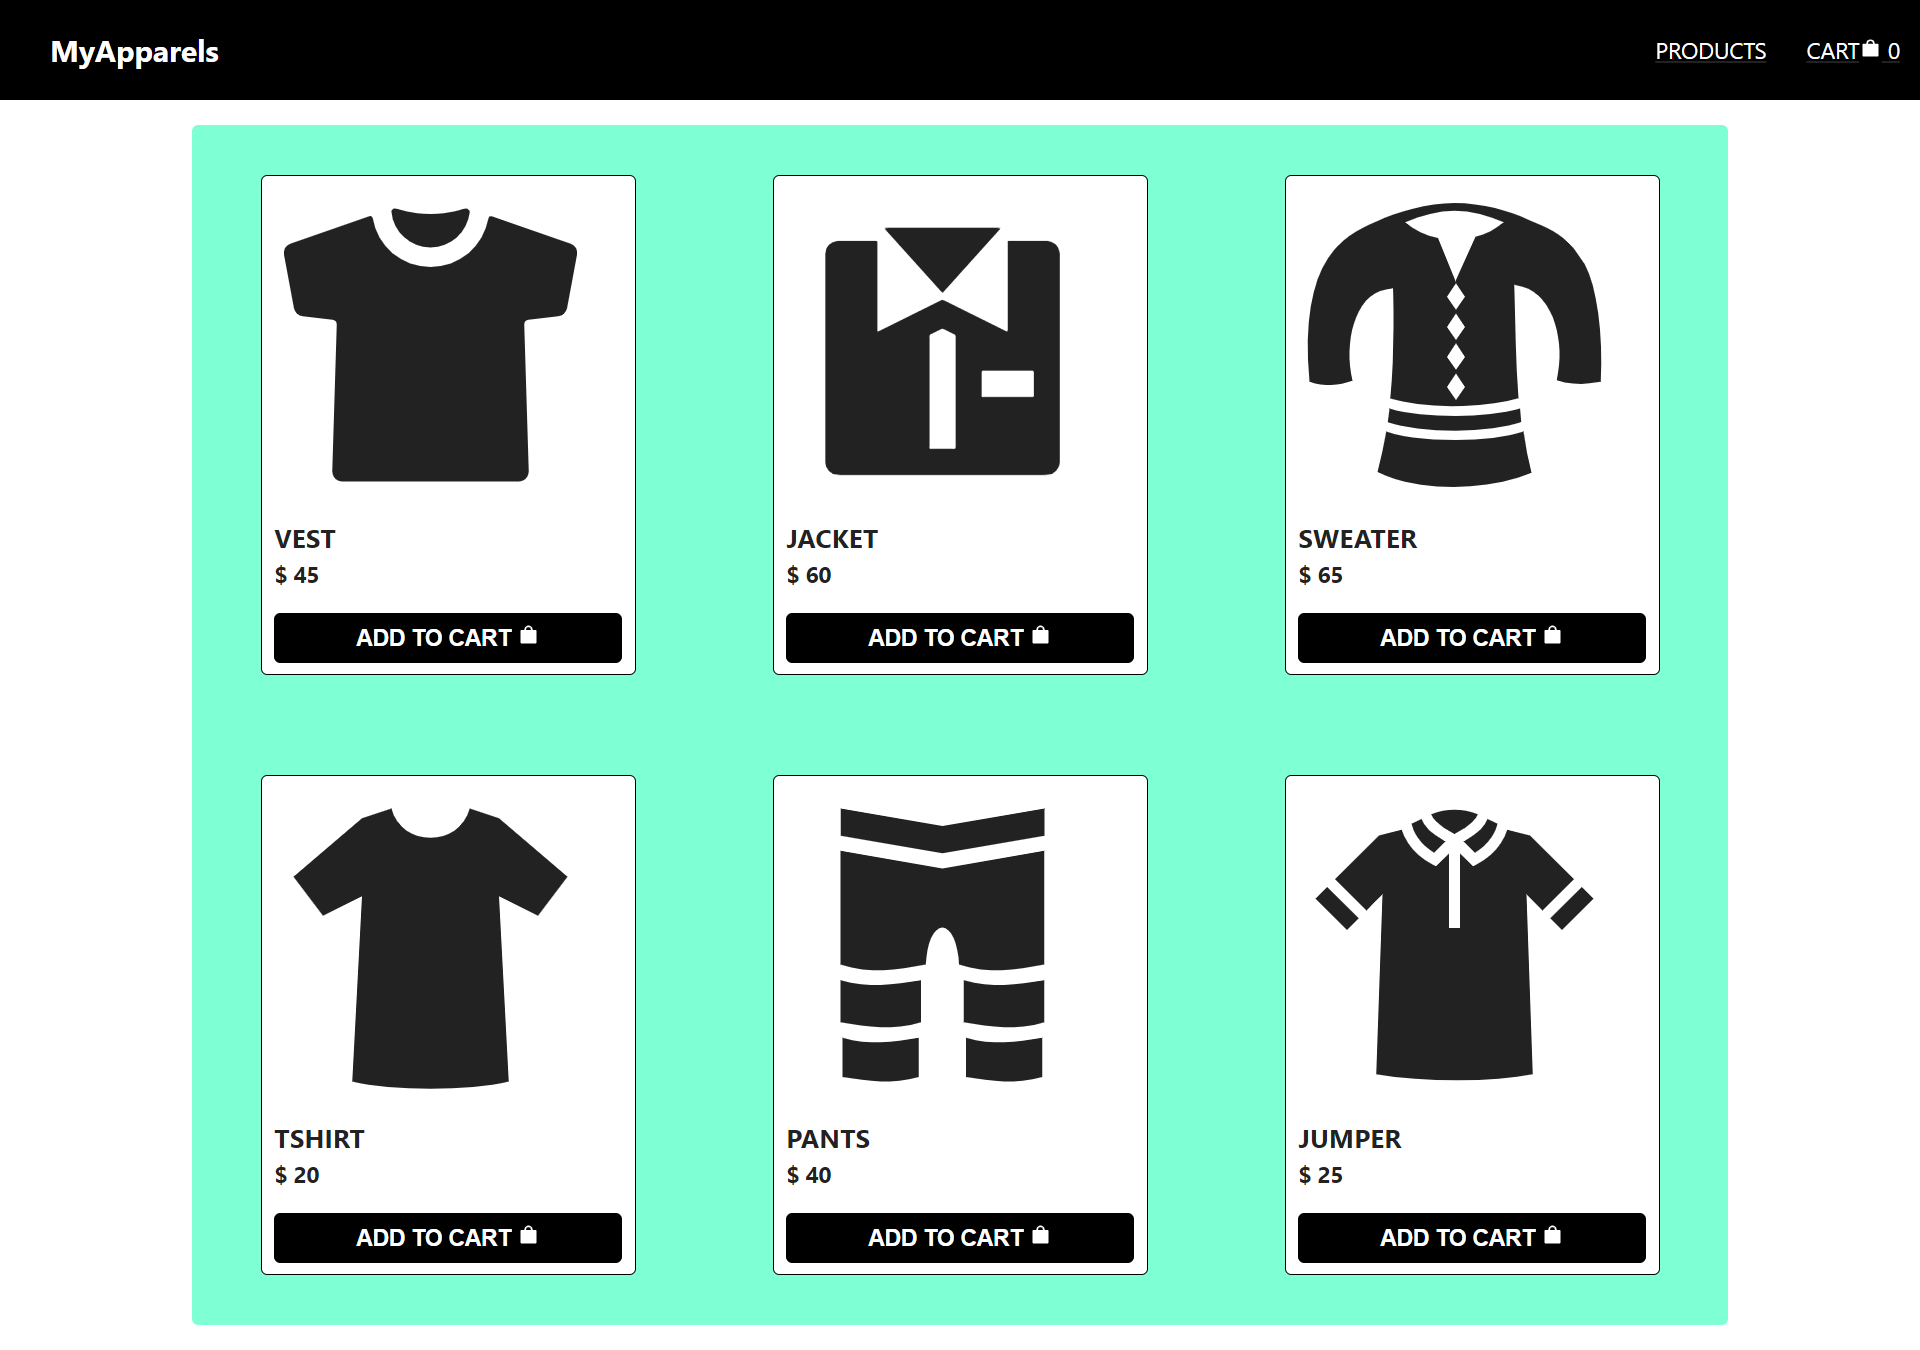 MyApparels
PRODUCTS CART 0
VEST
$ 45
ADD TO CART
JACKET
$ 60
ADD TO CART
SWEATER
$ 65
ADD TO CART
TSHIRT
$ 20
ADD TO CART
PANTS
$ 40
ADD TO CART
JUMPER
$ 25
ADD TO CART